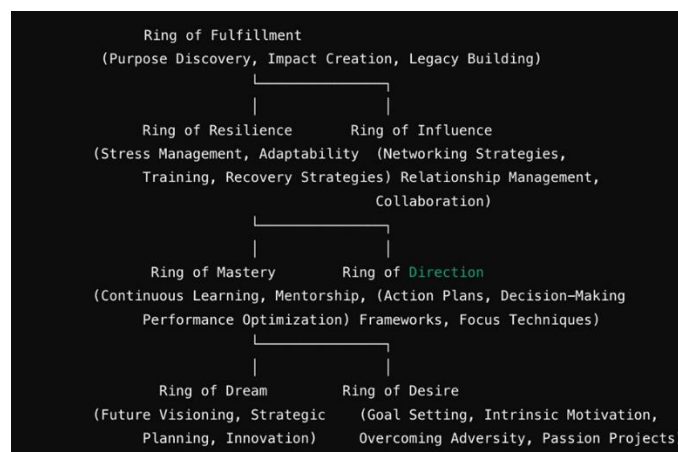 Ring of Fulfillment
(Purpose Discovery, Impact Creation, Legacy Building)
Ring of Resilience Ring of Influence
(Stress Management, Adaptability (Networking Strategies,
Training, Recovery Strategies) Relationship Management,
Collaboration)
Ring of Mastery Ring of Direction
(Continuous Learning, Mentorship, (Action Plans, Decision-Making
Performance Optimization) Frameworks, Focus Techniques)
Ring of Dream Ring of Desire
(Future Visioning, Strategic (Goal Setting, Intrinsic Motivation,
Planning, Innovation) Overcoming Adversity, Passion Projects